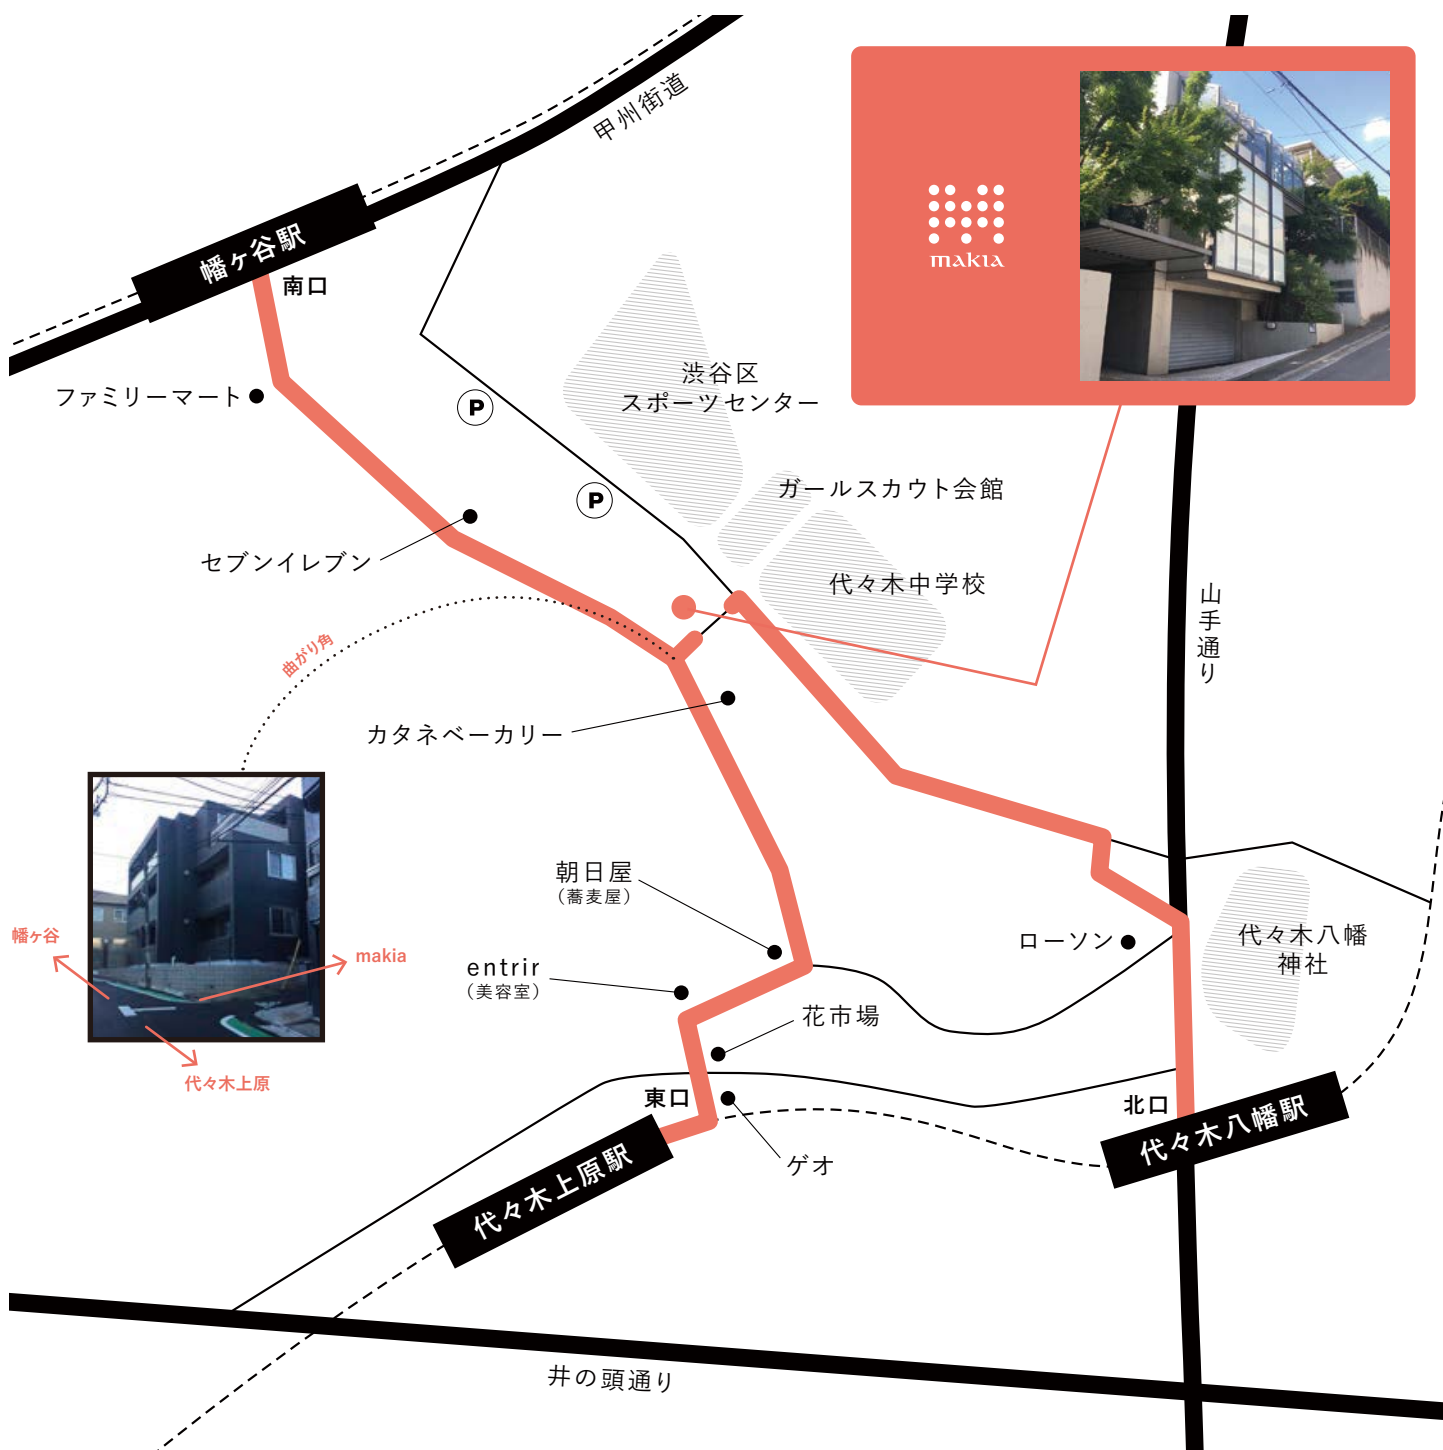 甲州街道
幡ヶ谷駅
南口
makia
ファミリーマート
P
渋谷区
スポーツセンター
P
ガールスカウト会館
セブンイレブン
代々木中学校
山手通り
曲がり角
カタネベーカリー
朝日屋
(蕎麦屋)
幡ヶ谷
makia
代々木上原
entrir
(美容室)
ローソン
代々木八幡
神社
花市場
東口
北口
代々木八幡駅
代々木上原駅
ゲオ
井の頭通り